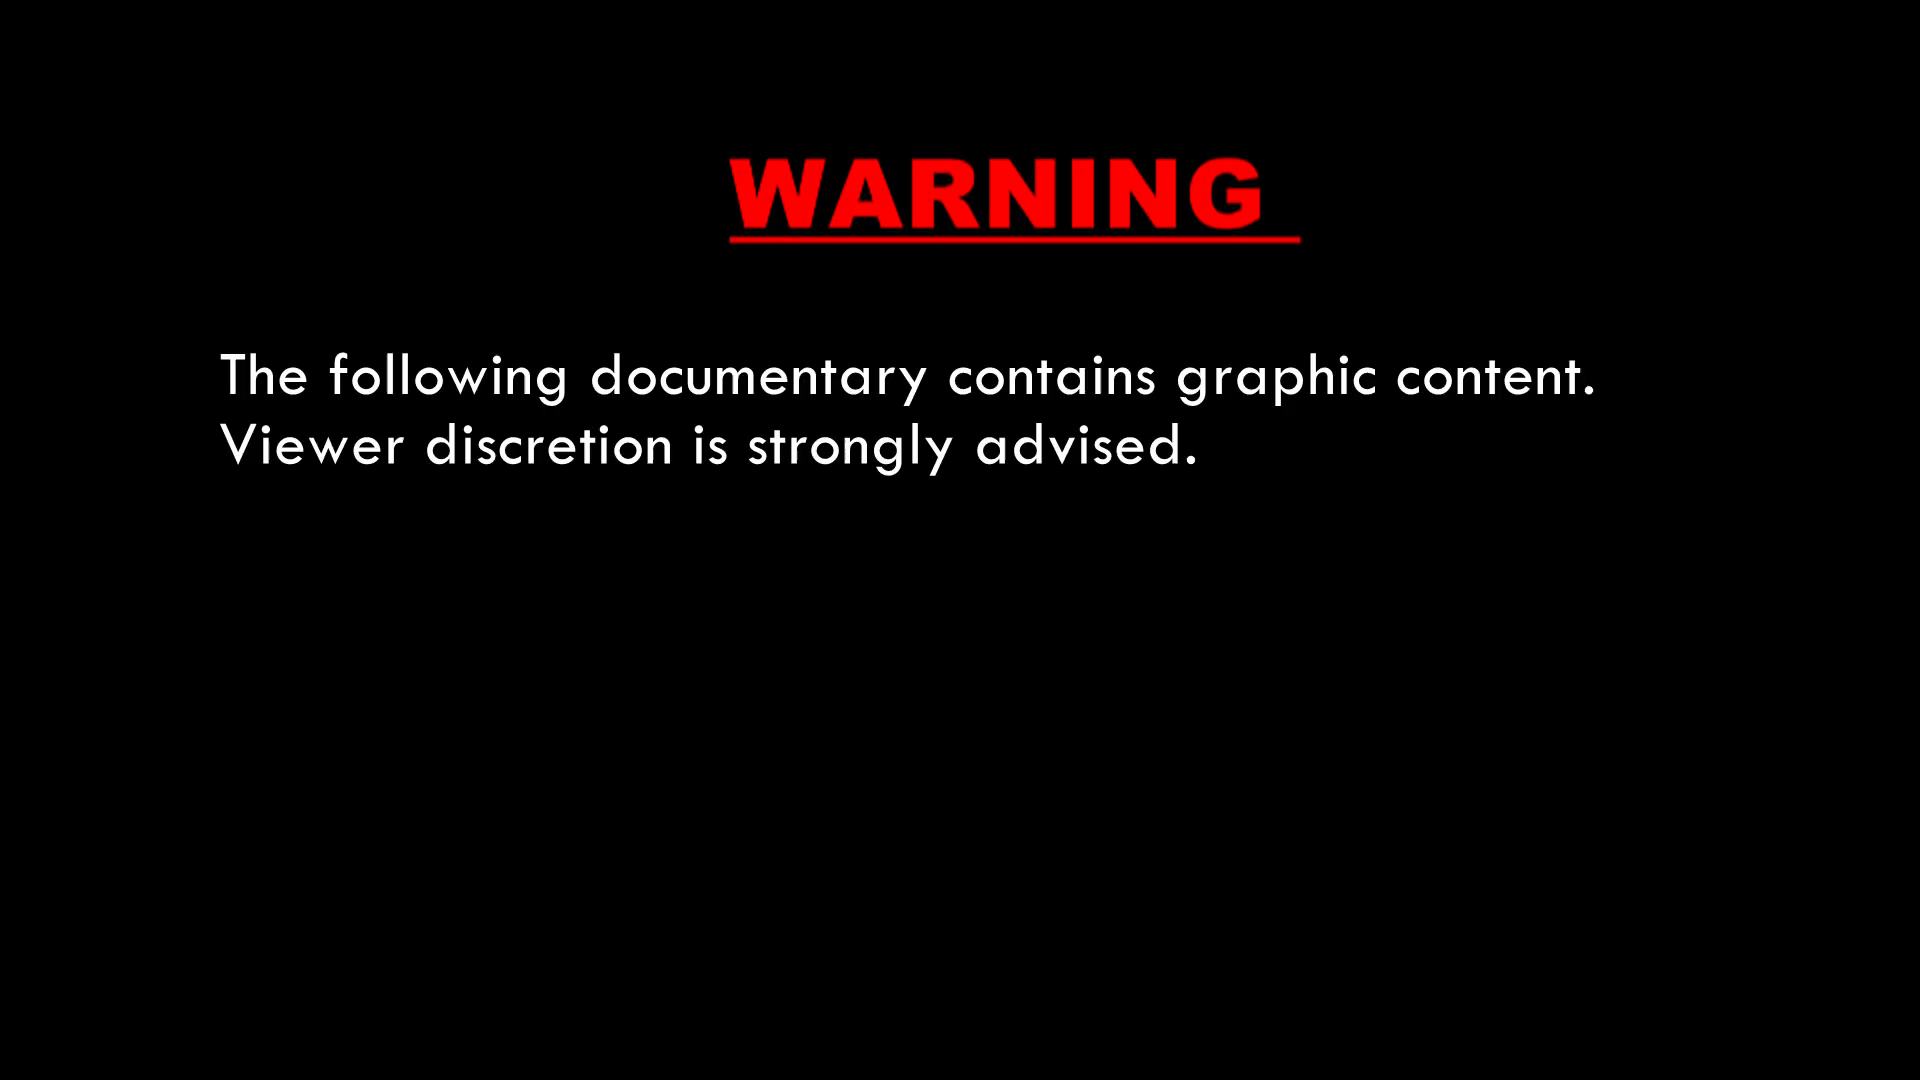 WARNING
The following documentary contains graphic content.
Viewer discretion is strongly advised.